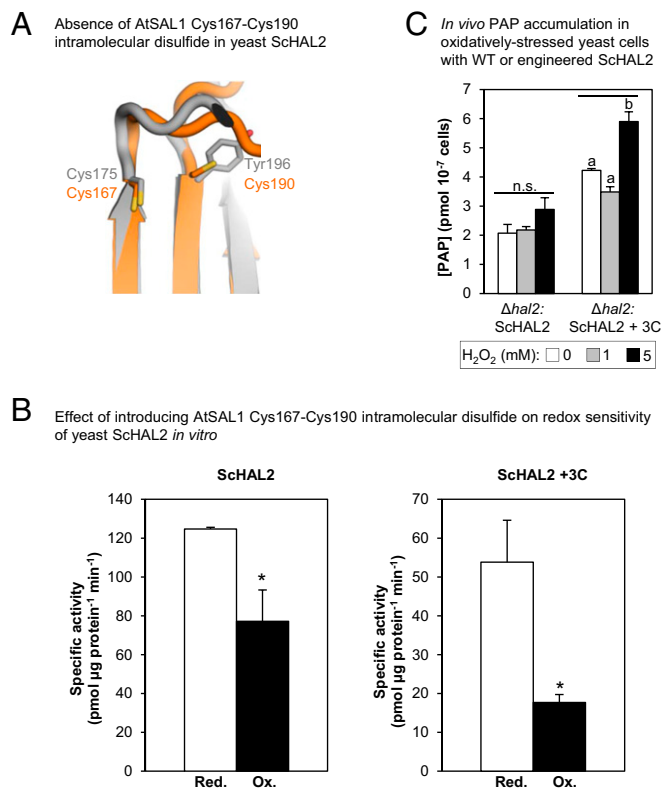 A
Absence of AtSAL1 Cys167-Cys190
intramolecular disulfide in yeast ScHAL2
Cys175
Cys167
Tyr196
Cys190
C
In vivo PAP accumulation in
oxidatively-stressed yeast cells
with WT or engineered ScHAL2
[PAP] (pmol 10-7 cells)
7
6
5
4
3
2
1
0
n.s.
a
a
b
Δhal2:
ScHAL2
Δhal2:
ScHAL2 + 3C
H2O2 (mM): 0 1 5
B
Effect of introducing AtSAL1 Cys167-Cys190 intramolecular disulfide on redox sensitivity
of yeast ScHAL2 in vitro
ScHAL2
Specific activity
(pmol µg protein-1 min-1)
140
120
100
80
60
40
20
0
*
Red. Ox.
ScHAL2 +3C
Specific activity
(pmol µg protein-1 min-1)
70
60
50
40
30
20
10
0
*
Red. Ox.